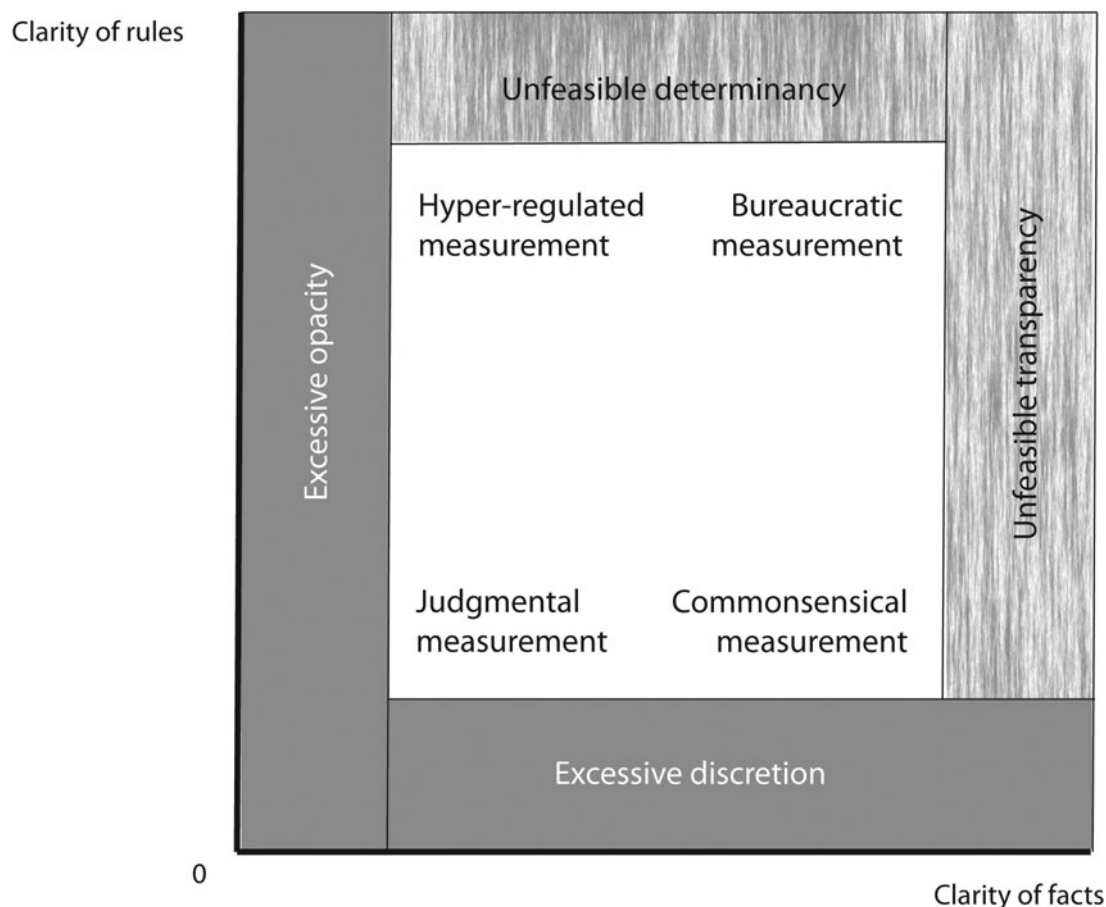 Clarity of rules
Unfeasible determinancy
Hyper-regulated
measurement
Bureaucratic
measurement
Excessive opacity
Unfeasible transparency
Judgmental
measurement
Commonsensical
measurement
Excessive discretion
0
Clarity of facts